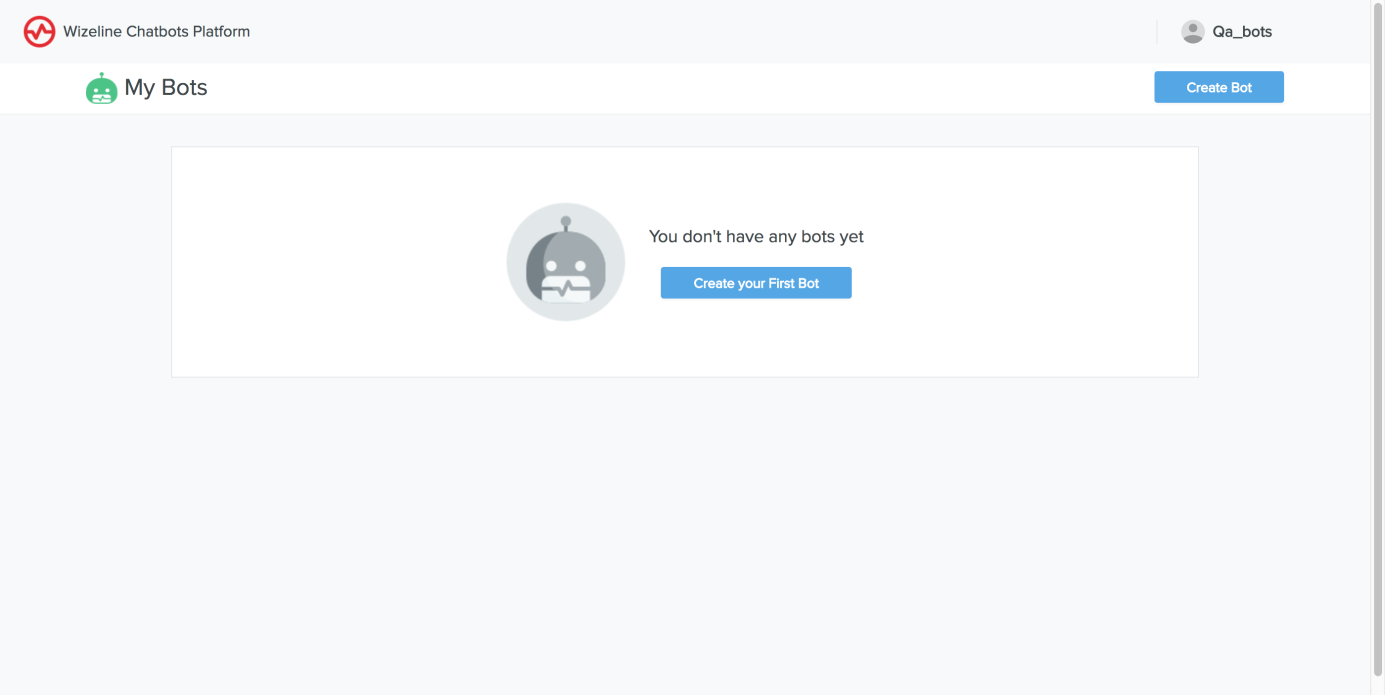 Wizeline Chatbots Platform
Qa_bots
My Bots
Create Bot
You don't have any bots yet
Create your First Bot